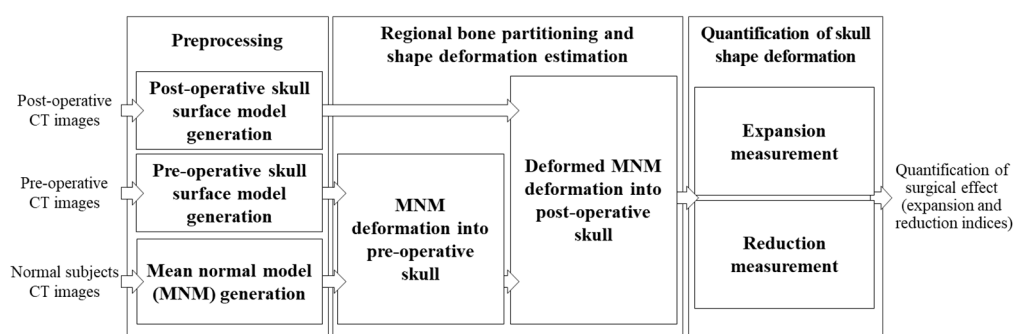 Preprocessing
Regional bone partitioning and
shape deformation estimation
Quantification of skull
shape deformation
Post-operative
CT images
Post-operative skull
surface model
generation
Pre-operative
CT images
Pre-operative skull
surface model
generation
Normal subjects
CT images
Mean normal model
(MNM) generation
MNM
deformation into
pre-operative
skull
Deformed MNM
deformation into
post-operative
skull
Expansion
measurement
Reduction
measurement
Quantification of
surgical effect
(expansion and
reduction indices)